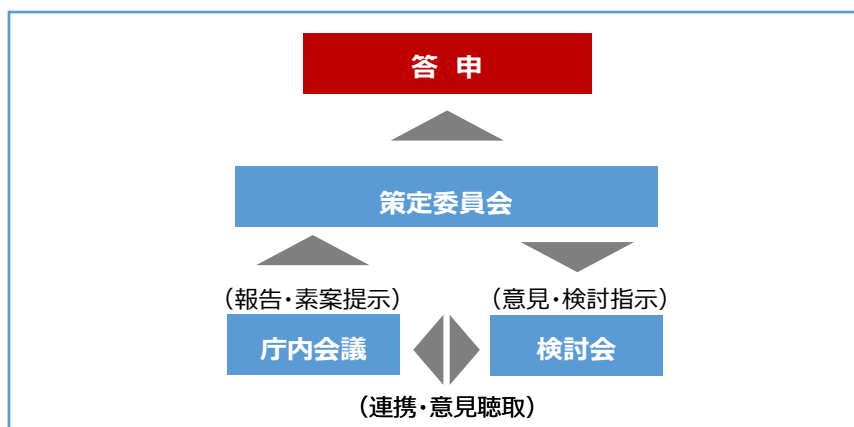 答 申
策定委員会
（報告・素案提示）
（意見・検討指示）
庁内会議
検討会
（連携・意見聴取）